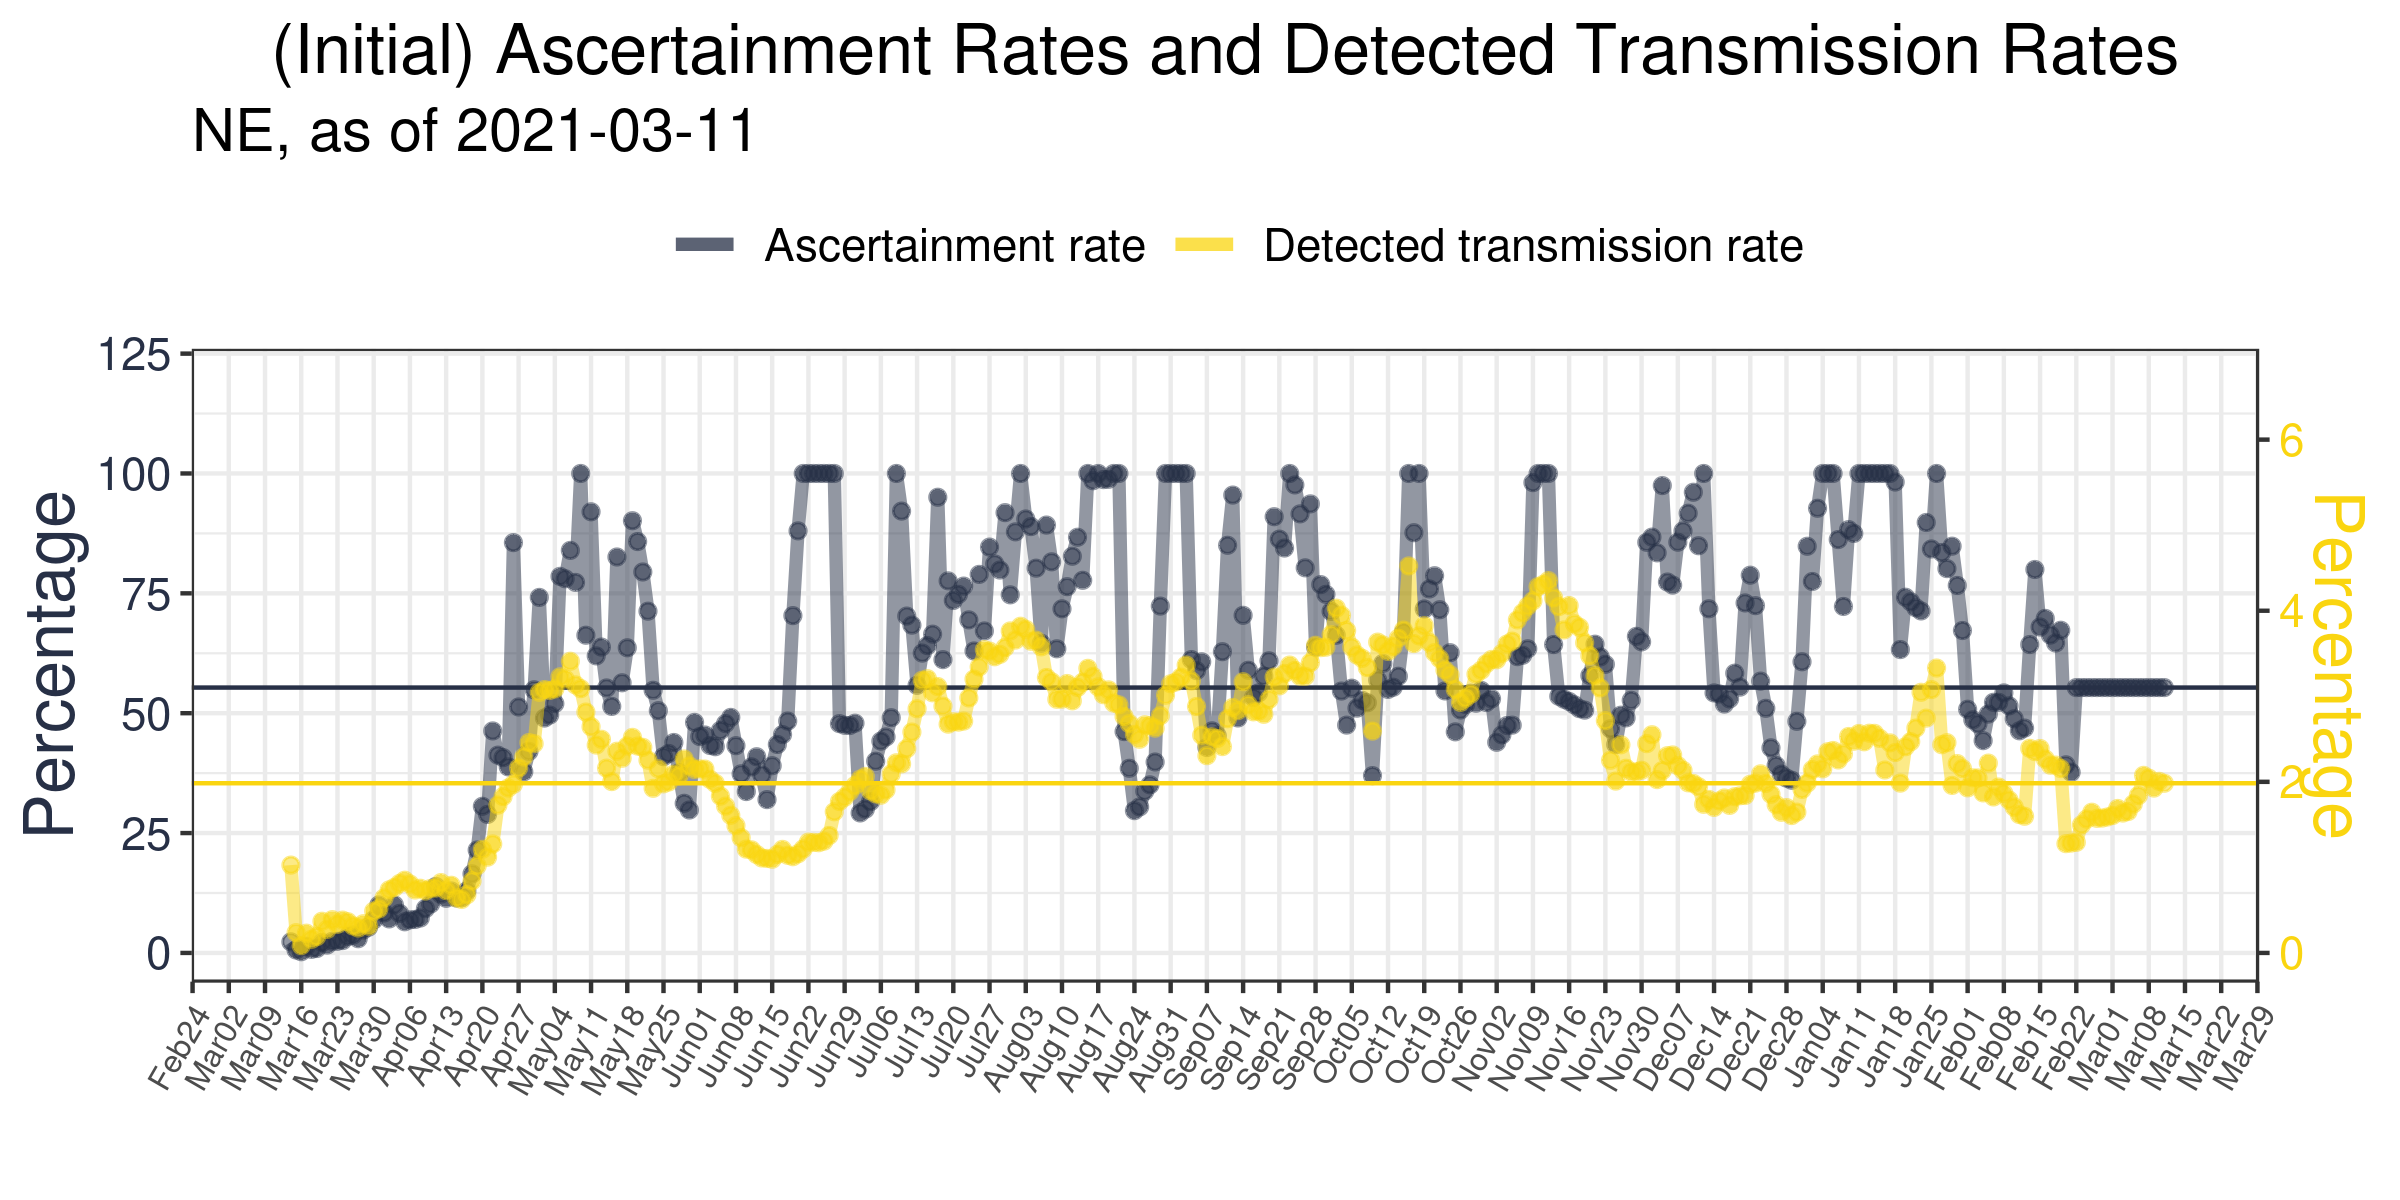 (Initial) Ascertainment Rates and Detected Transmission Rates
NE, as of 2021-03-11
Ascertainment rate
Detected transmission rate
Percentage
125
100
75
50
25
0
6
4
2
0
Percentage
Feb24
Mar02
Mar09
Mar16
Mar23
Mar30
Apr06
Apr13
Apr20
Apr27
May04
May11
May18
May25
Jun01
Jun08
Jun15
Jun22
Jun29
Jul06
Jul13
Jul20
Jul27
Aug03
Aug10
Aug17
Aug24
Aug31
Sep07
Sep14
Sep21
Sep28
Oct05
Oct12
Oct19
Oct26
Nov02
Nov09
Nov16
Nov23
Nov30
Dec07
Dec14
Dec21
Dec28
Jan04
Jan11
Jan18
Jan25
Feb01
Feb08
Feb15
Feb22
Mar01
Mar08
Mar15
Mar22
Mar29